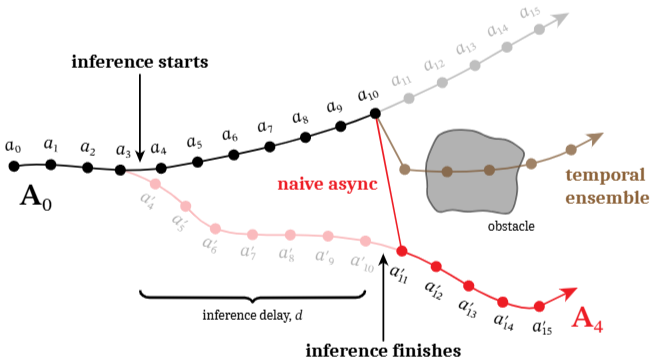 inference starts
a₀ a₁ a₂ a₃ a₄ a₅ a₆ a₇ a₈ a₉ a₁₀ a₁₁ a₁₂ a₁₃ a₁₄ a₁₅
A₀
naive async
temporal
ensemble
obstacle
a′₄ a′₅ a′₆ a′₇ a′₈ a′₉ a′₁₀ a′₁₁ a′₁₂ a′₁₃ a′₁₄ a′₁₅
A₄
inference delay, d
inference finishes